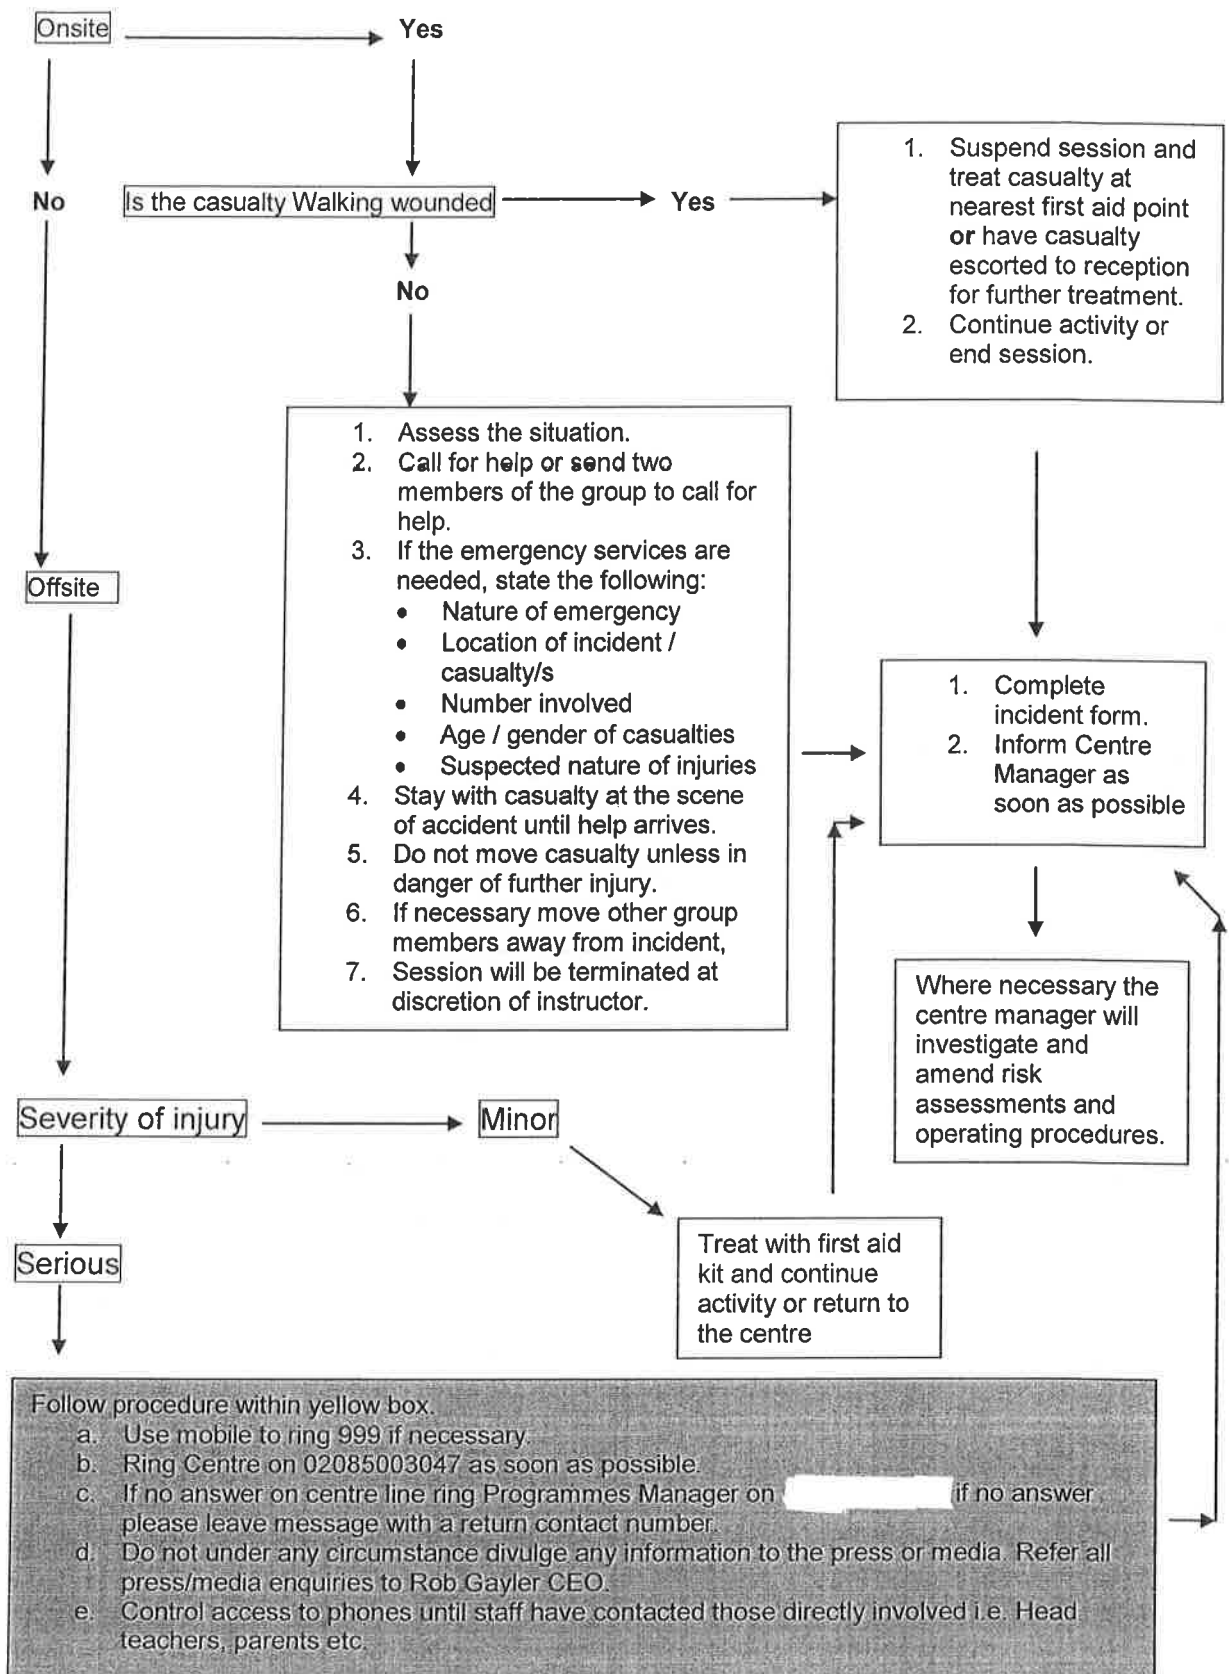 Onsite
Yes
No
Is the casualty Walking wounded
Yes
1. Suspend session and
treat casualty at
nearest first aid point
or have casualty
escorted to reception
for further treatment.
2. Continue activity or
end session.
No
1. Assess the situation.
2. Call for help or send two
members of the group to call for
help.
3. If the emergency services are
needed, state the following:
• Nature of emergency
• Location of incident /
casualty/s
• Number involved
• Age / gender of casualties
• Suspected nature of injuries
4. Stay with casualty at the scene
of accident until help arrives.
5. Do not move casualty unless in
danger of further injury.
6. If necessary move other group
members away from incident,
7. Session will be terminated at
discretion of instructor.
Offsite
1. Complete
incident form.
2. Inform Centre
Manager as
soon as possible
Where necessary the
centre manager will
investigate and
amend risk
assessments and
operating procedures.
Severity of injury
Minor
Serious
Treat with first aid
kit and continue
activity or return to
the centre
Follow procedure within yellow box.
a. Use mobile to ring 999 if necessary.
b. Ring Centre on 02085003047 as soon as possible.
c. If no answer on centre line ring Programmes Manager on if no answer
please leave message with a return contact number.
d. Do not under any circumstance divulge any information to the press or media. Refer all
press/media enquiries to Rob Gayler CEO.
e. Control access to phones until staff have contacted those directly involved i.e. Head
teachers, parents etc.